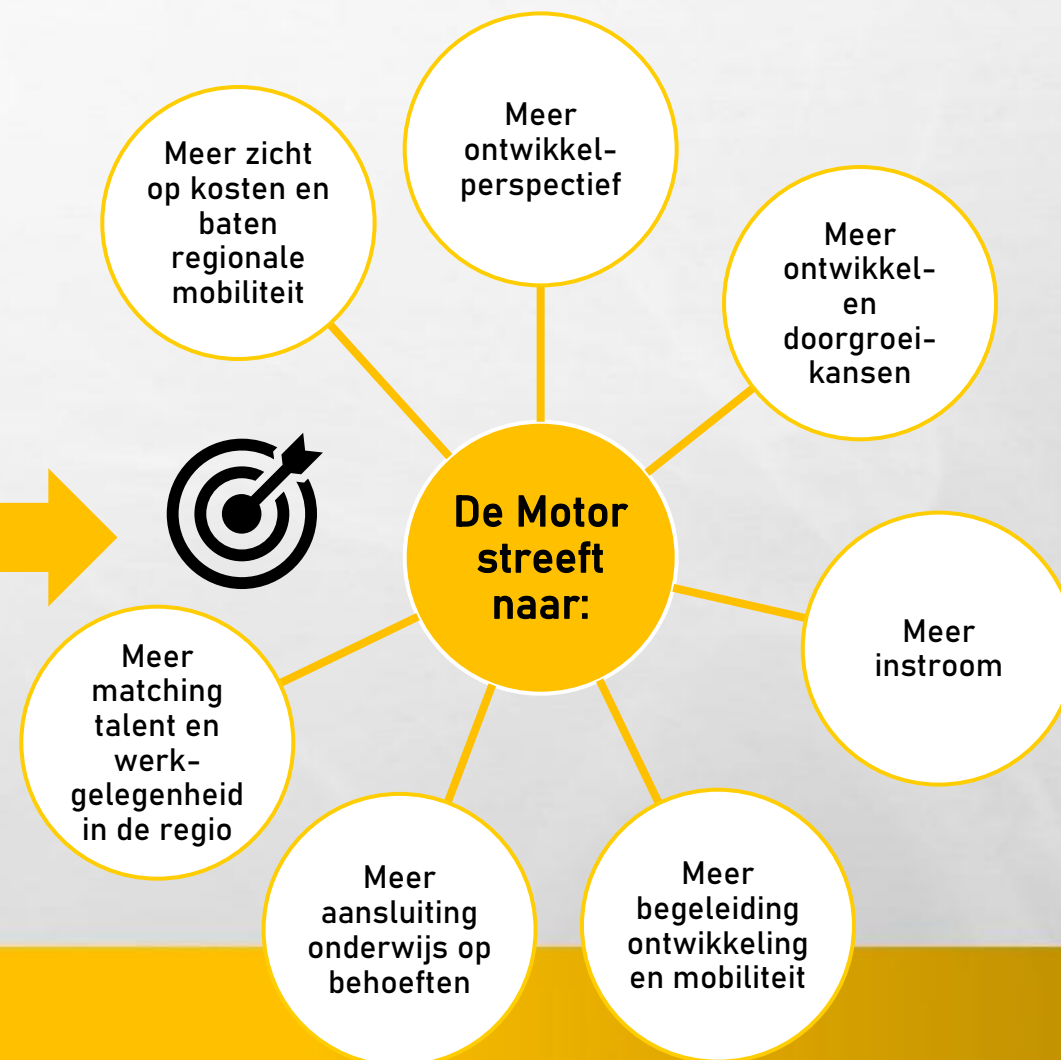 De Motor
streeft
naar:
Meer
ontwikkel-
perspectief
Meer
ontwikkel-
en
doorgroei-
kansen
Meer
instroom
Meer
begeleiding
ontwikkeling
en mobiliteit
Meer
aansluiting
onderwijs op
behoeften
Meer
matching
talent en
werk-
gelegenheid
in de regio
Meer zicht
op kosten en
baten
regionale
mobiliteit